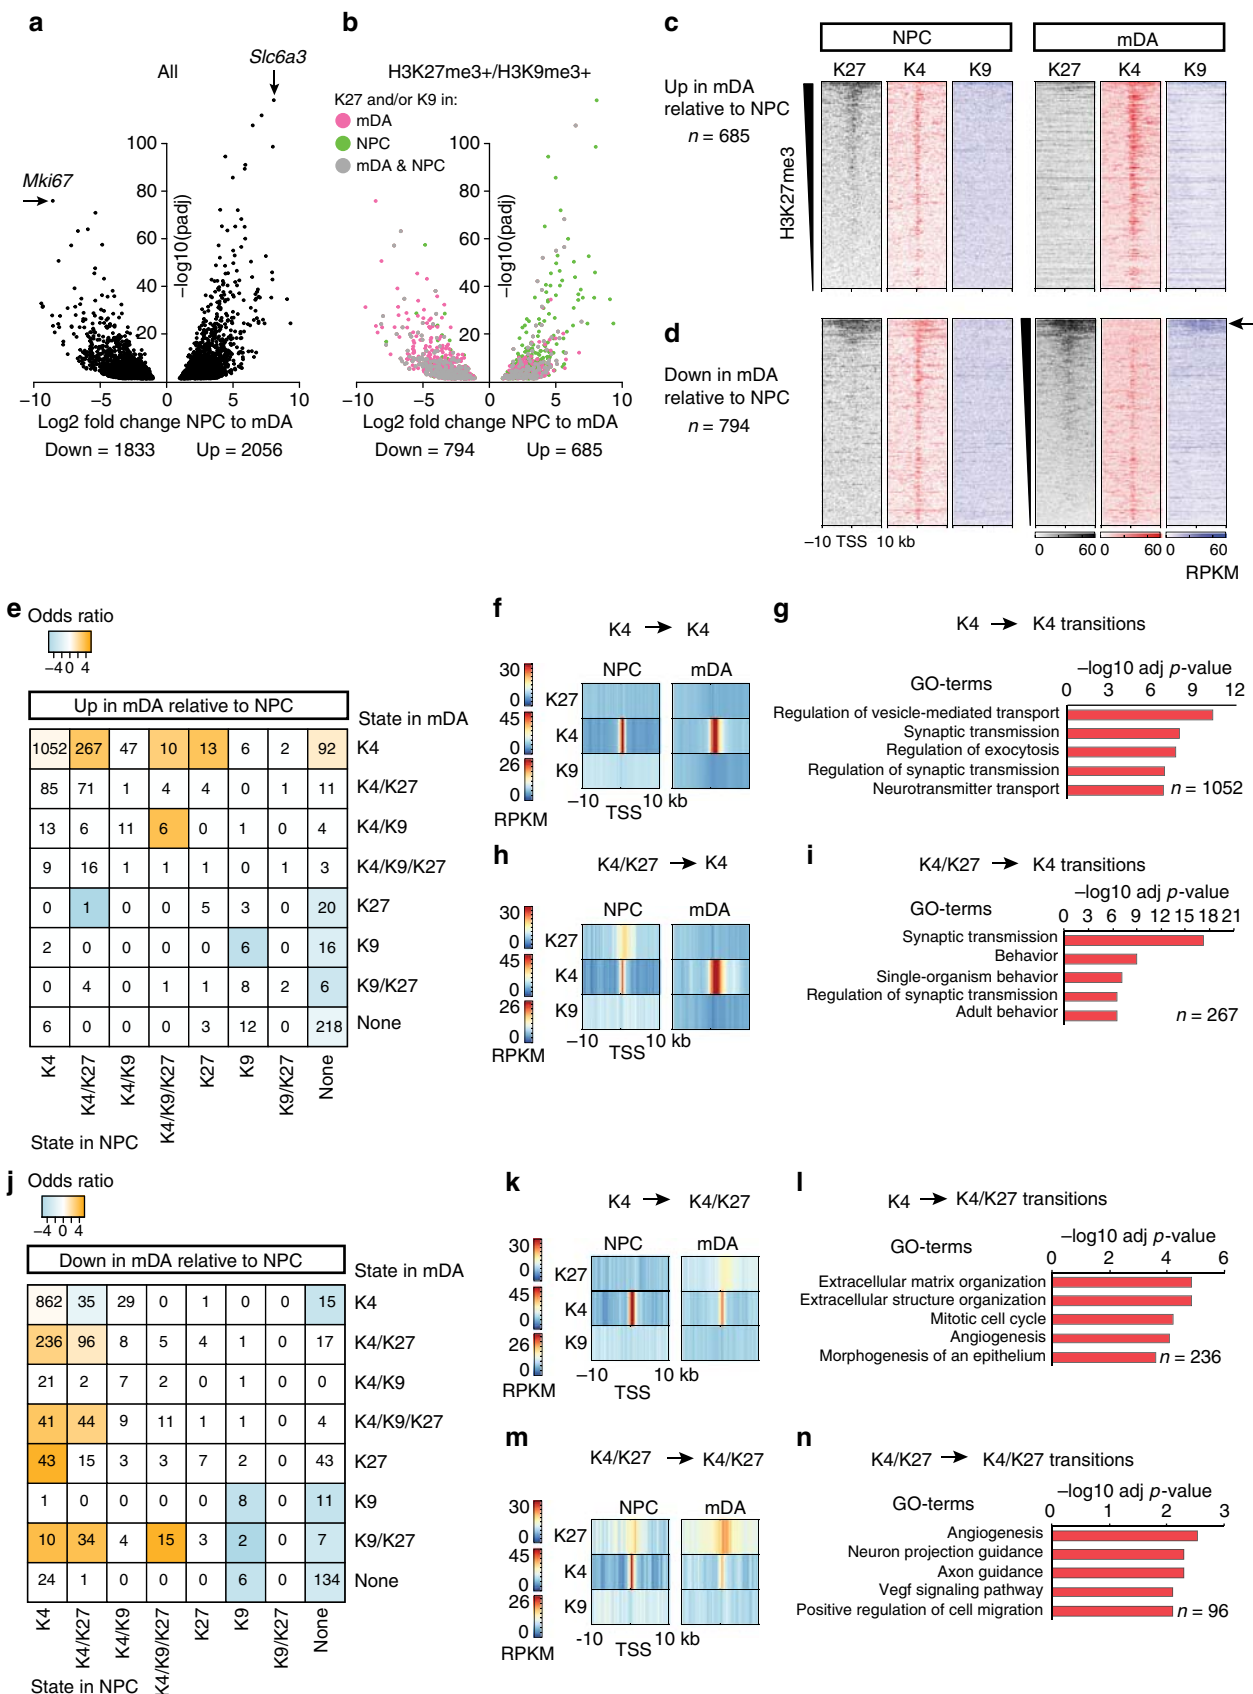 a
All
Slc6a3
Mki67
100
80
60
40
20
−log10(padj)
−10 −5 0 5 10
Log2 fold change NPC to mDA
Down = 1833 Up = 2056
b
H3K27me3+/H3K9me3+
K27 and/or K9 in:
mDA
NPC
mDA & NPC
100
80
60
40
20
−log10(padj)
−10 −5 0 5 10
Log2 fold change NPC to mDA
Down = 794 Up = 685
c
NPC mDA
K27 K4 K9 K27 K4 K9
Up in mDA
relative to NPC
n = 685
H3K27me3
d
Down in mDA
relative to NPC
n = 794
−10 TSS 10 kb
0 60 0 60 0 60
RPKM
e
Odds ratio
−4 0 4
Up in mDA relative to NPC
State in mDA
1052 267 47 10 13 6 2 92 K4
85 71 1 4 4 0 1 11 K4/K27
13 6 11 6 0 1 0 4 K4/K9
9 16 1 1 1 0 1 3 K4/K9/K27
0 1 0 0 5 3 0 20 K27
2 0 0 0 0 6 0 16 K9
0 4 0 1 1 8 2 6 K9/K27
6 0 0 0 3 12 0 218 None
K4 K4/K27 K4/K9 K4/K9/K27 K27 K9 K9/K27 None
State in NPC
f
K4 K4
NPC mDA
30
0
K27
45
0
K4
26
0
K9
RPKM
−10 TSS 10 kb
g
K4 K4 transitions
−log10 adj p-value
GO-terms
0 3 6 9 12
Regulation of vesicle-mediated transport
Synaptic transmission
Regulation of exocytosis
Regulation of synaptic transmission
Neurotransmitter transport
n = 1052
h
K4/K27 K4
NPC mDA
30
0
K27
45
0
K4
26
0
K9
RPKM
−10 TSS 10 kb
i
K4/K27 K4 transitions
−log10 adj p-value
GO-terms
0 3 6 9 12 15 18 21
Synaptic transmission
Behavior
Single-organism behavior
Regulation of synaptic transmission
Adult behavior
n = 267
j
Odds ratio
−4 0 4
Down in mDA relative to NPC
State in mDA
862 35 29 0 1 0 0 15 K4
236 96 8 5 4 1 0 17 K4/K27
21 2 7 2 0 1 0 0 K4/K9
41 44 9 11 1 1 0 4 K4/K9/K27
43 15 3 3 7 2 0 43 K27
1 0 0 0 0 8 0 11 K9
10 34 4 15 3 2 0 7 K9/K27
24 1 0 0 0 6 0 134 None
K4 K4/K27 K4/K9 K4/K9/K27 K27 K9 K9/K27 None
State in NPC
k
K4 K4/K27
NPC mDA
30
0
K27
45
0
K4
26
0
K9
RPKM
−10 TSS 10 kb
l
K4 K4/K27 transitions
−log10 adj p-value
GO-terms
0 2 4 6
Extracellular matrix organization
Extracellular structure organization
Mitotic cell cycle
Angiogenesis
Morphogenesis of an epithelium
n = 236
m
K4/K27 K4/K27
NPC mDA
30
0
K27
45
0
K4
26
0
K9
RPKM
-10 TSS 10 kb
n
K4/K27 K4/K27 transitions
−log10 adj p-value
GO-terms
0 1 2 3
Angiogenesis
Neuron projection guidance
Axon guidance
Vegf signaling pathway
Positive regulation of cell migration
n = 96